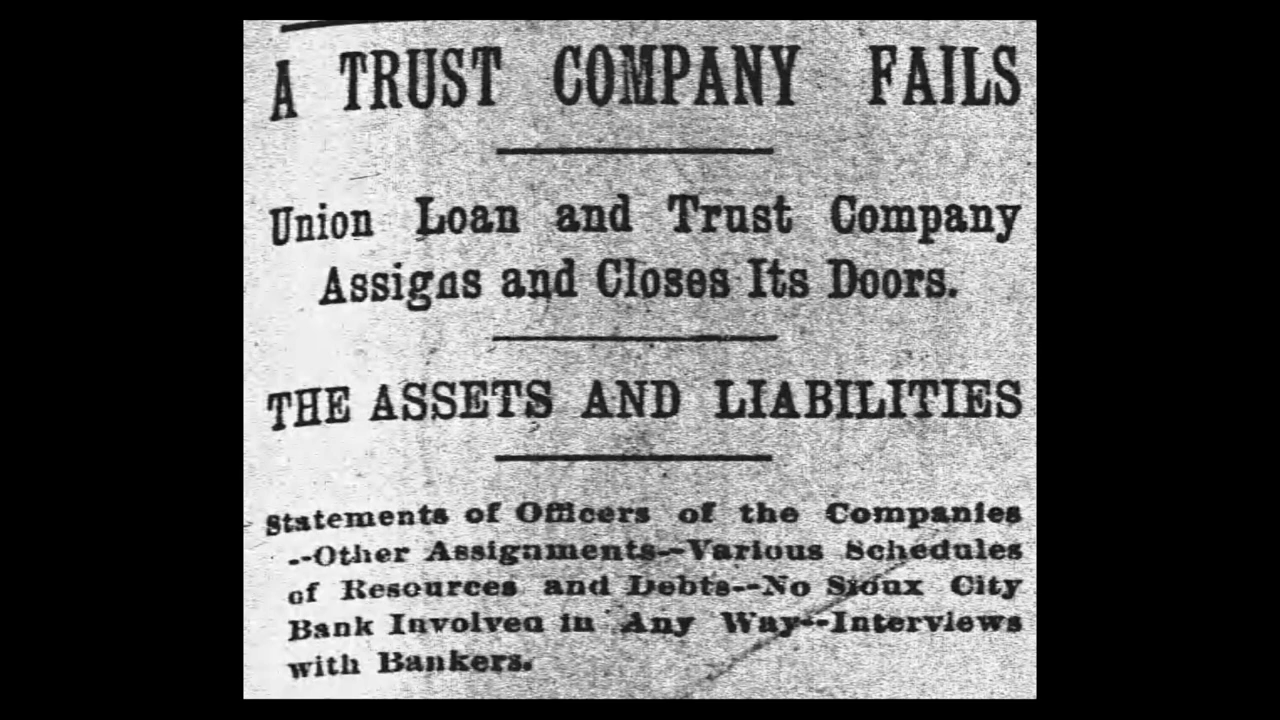 A TRUST COMPANY FAILS
Union Loan and Trust Company
Assigns and Closes Its Doors.
THE ASSETS AND LIABILITIES
Statements of Officers of the Companies
--Other Assignments--Various Schedules
of Resources and Debts--No Sioux City
Bank Involved in Any Way--Interviews
with Bankers.